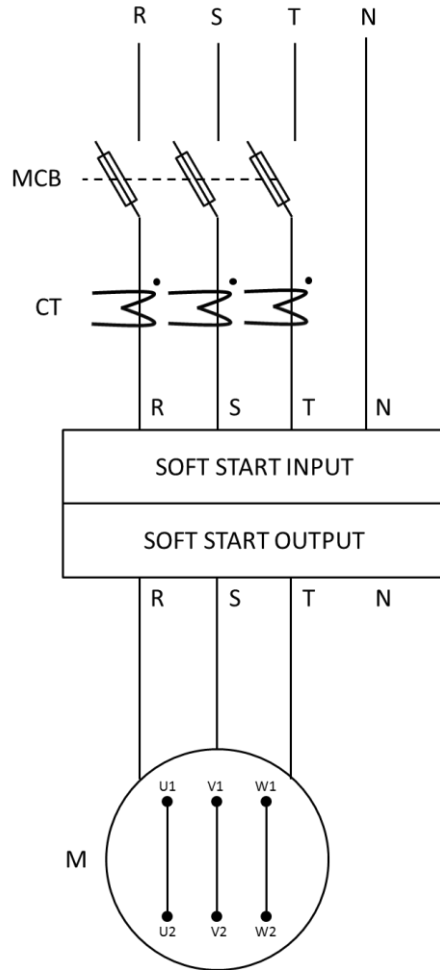 R S T N
MCB
CT
R S T N
SOFT START INPUT
SOFT START OUTPUT
R S T N
U1 V1 W1
M
U2 V2 W2